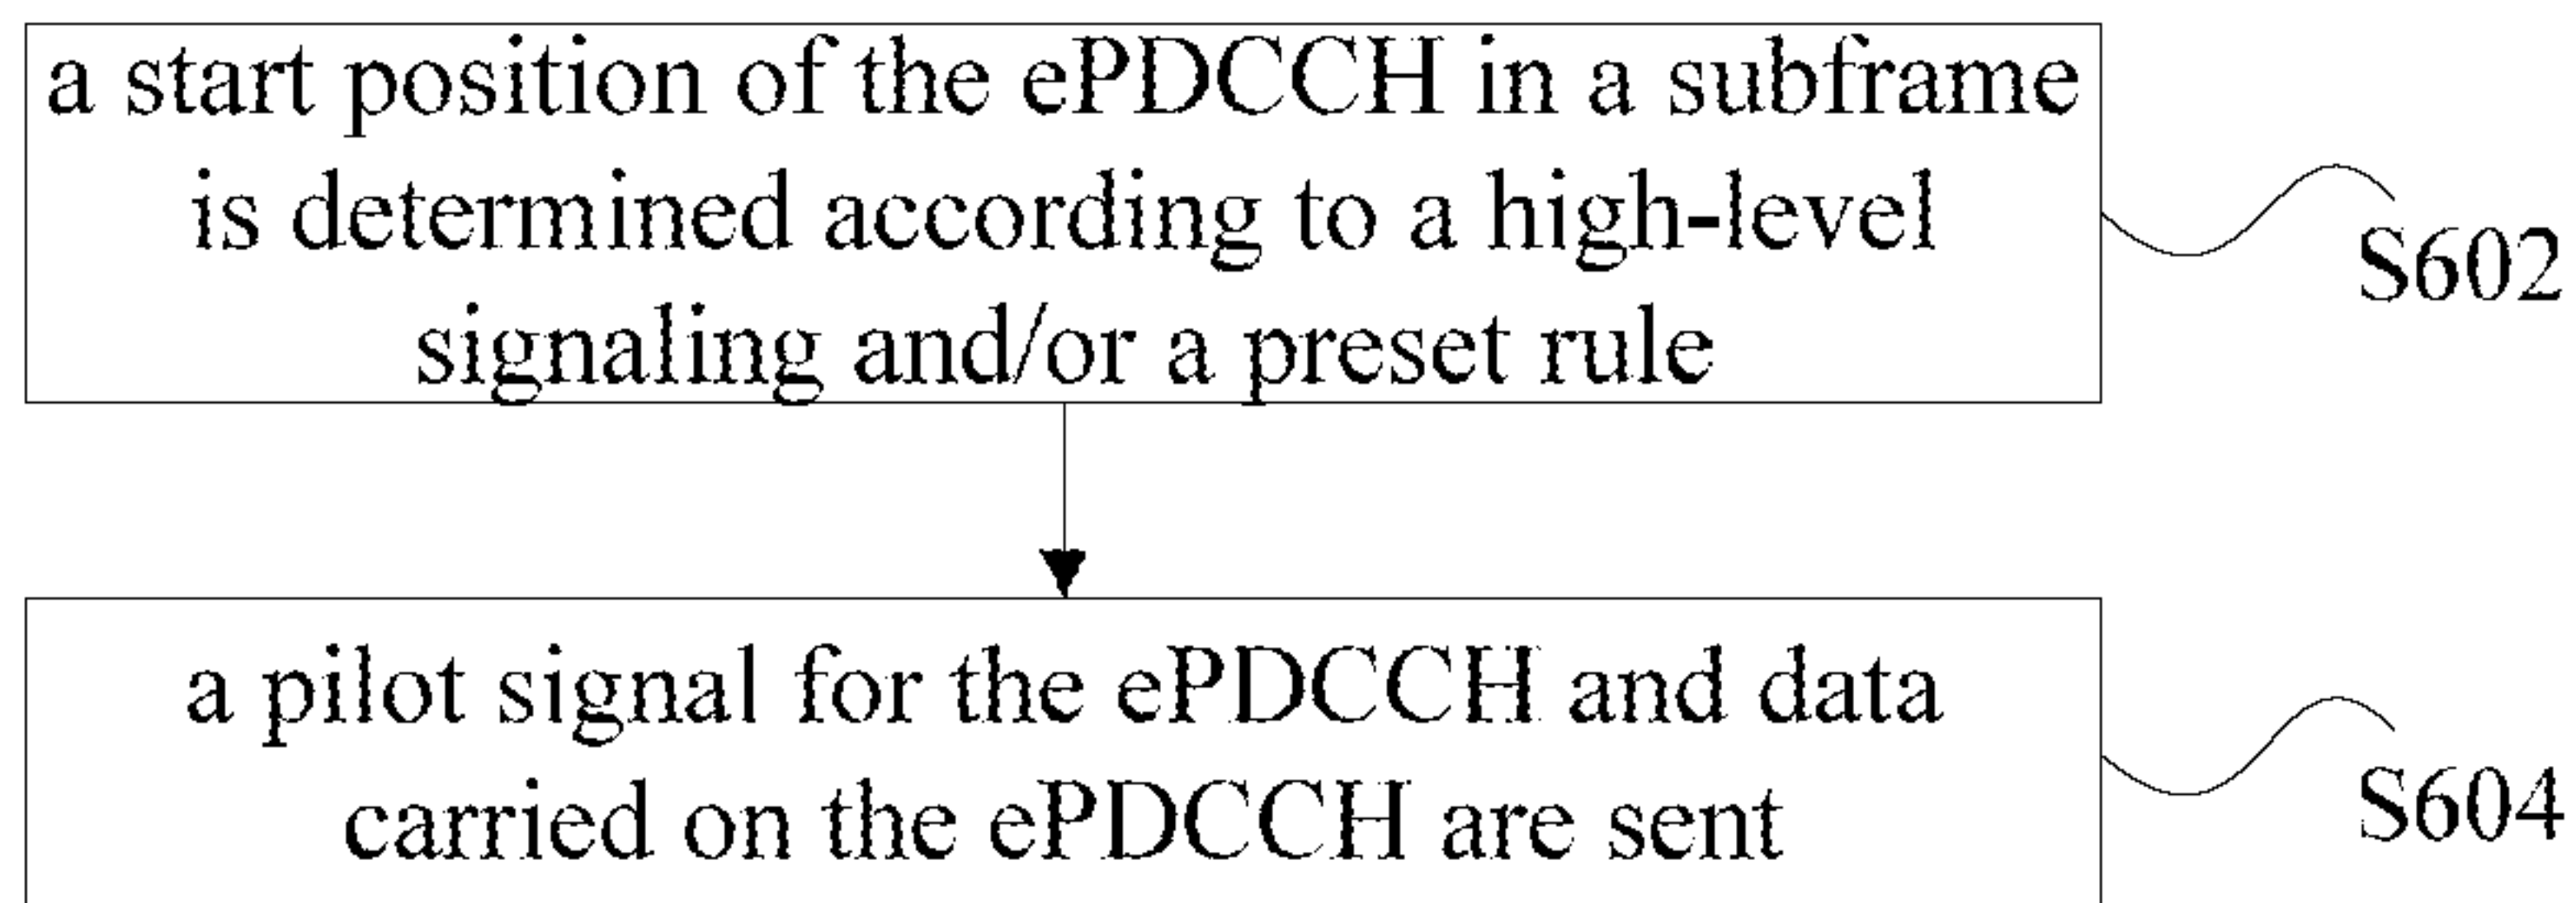 a start position of the ePDCCH in a subframe
is determined according to a high-level
signaling and/or a preset rule
S602
a pilot signal for the ePDCCH and data
carried on the ePDCCH are sent
S604